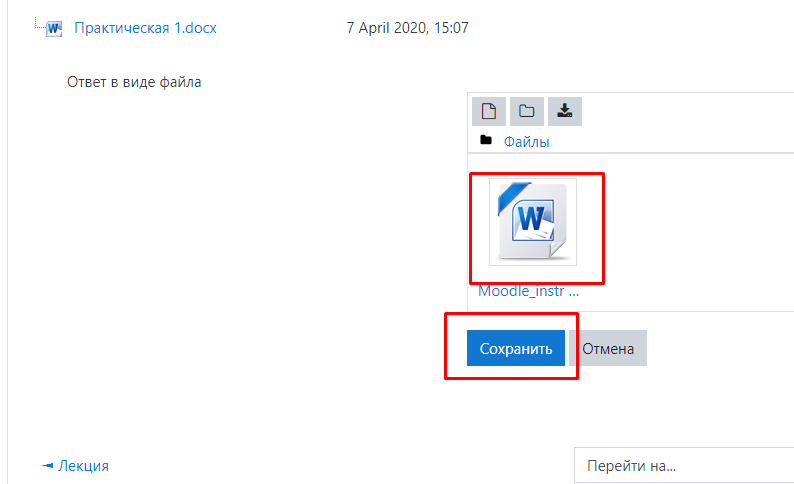 Практическая 1.docx 7 April 2020, 15:07
Ответ в виде файла
Файлы
W
Moodle_instr ...
Сохранить Отмена
Лекция Перейти на...